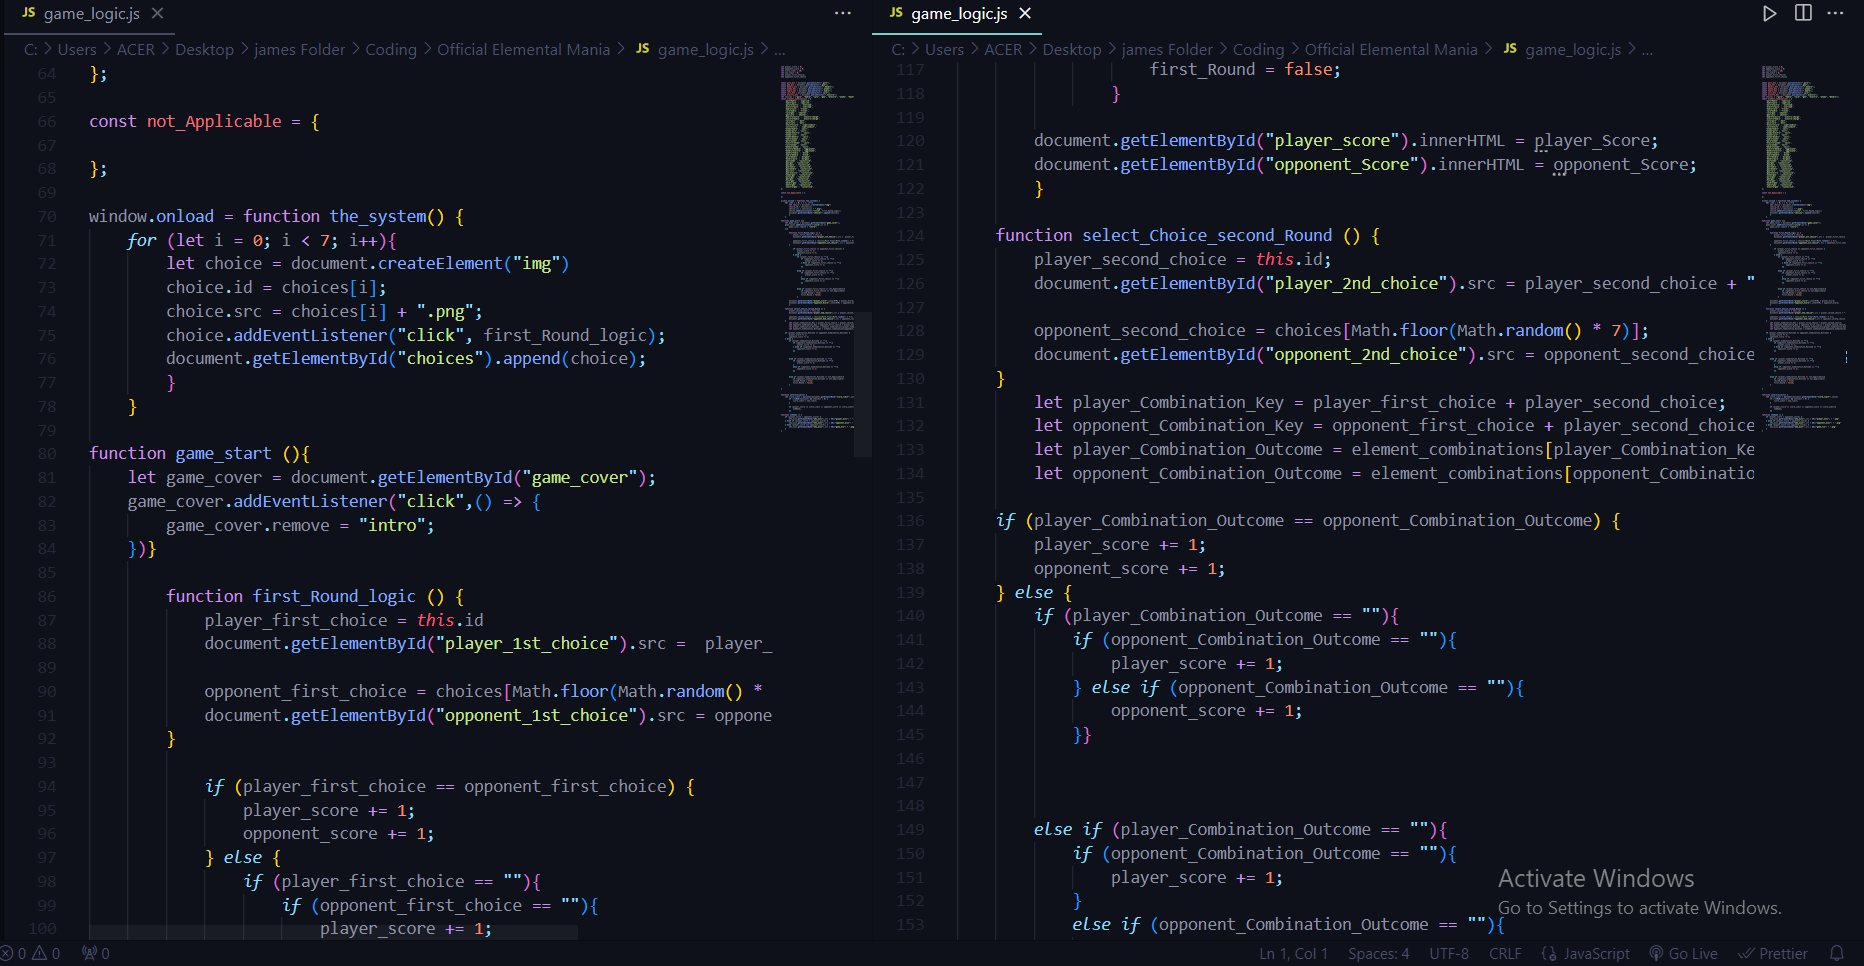 JS game_logic.js
C: > Users > ACER > Desktop > james Folder > Coding > Official Elemental Mania > JS game_logic.js > ...
64 };
65
66 const not_Applicable = {
67
68 };
69
70 window.onload = function the_system() {
71 for (let i = 0; i < 7; i++){
72 let choice = document.createElement("img")
73 choice.id = choices[i];
74 choice.src = choices[i] + ".png";
75 choice.addEventListener("click", first_Round_logic);
76 document.getElementById("choices").append(choice);
77 }
78 }
79
80 function game_start (){
81 let game_cover = document.getElementById("game_cover");
82 game_cover.addEventListener("click",() => {
83 game_cover.remove = "intro";
84 })}
85
86 function first_Round_logic () {
87 player_first_choice = this.id
88 document.getElementById("player_1st_choice").src = player_
89
90 opponent_first_choice = choices[Math.floor(Math.random() *
91 document.getElementById("opponent_1st_choice").src = oppone
92 }
93
94 if (player_first_choice == opponent_first_choice) {
95 player_score += 1;
96 opponent_score += 1;
97 } else {
98 if (player_first_choice == ""){
99 if (opponent_first_choice == ""){
100 player_score += 1;
JS game_logic.js
C: > Users > ACER > Desktop > james Folder > Coding > Official Elemental Mania > JS game_logic.js > ...
117 first_Round = false;
118 }
119
120 document.getElementById("player_score").innerHTML = player_Score;
121 document.getElementById("opponent_Score").innerHTML = opponent_Score;
122 }
123
124 function select_Choice_second_Round () {
125 player_second_choice = this.id;
126 document.getElementById("player_2nd_choice").src = player_second_choice + "
127
128 opponent_second_choice = choices[Math.floor(Math.random() * 7)];
129 document.getElementById("opponent_2nd_choice").src = opponent_second_choice
130 }
131 let player_Combination_Key = player_first_choice + player_second_choice;
132 let opponent_Combination_Key = opponent_first_choice + player_second_choice
133 let player_Combination_Outcome = element_combinations[player_Combination_Ke
134 let opponent_Combination_Outcome = element_combinations[opponent_Combinatio
135
136 if (player_Combination_Outcome == opponent_Combination_Outcome) {
137 player_score += 1;
138 opponent_score += 1;
139 } else {
140 if (player_Combination_Outcome == ""){
141 if (opponent_Combination_Outcome == ""){
142 player_score += 1;
143 } else if (opponent_Combination_Outcome == ""){
144 opponent_score += 1;
145 }}
146
147
148
149 else if (player_Combination_Outcome == ""){
150 if (opponent_Combination_Outcome == ""){
151 player_score += 1;
152 }
153 else if (opponent_Combination_Outcome == ""){
Activate Windows
Go to Settings to activate Windows.
0 0 0
Ln 1, Col 1 Spaces: 4 UTF-8 CRLF {} JavaScript Go Live Prettier